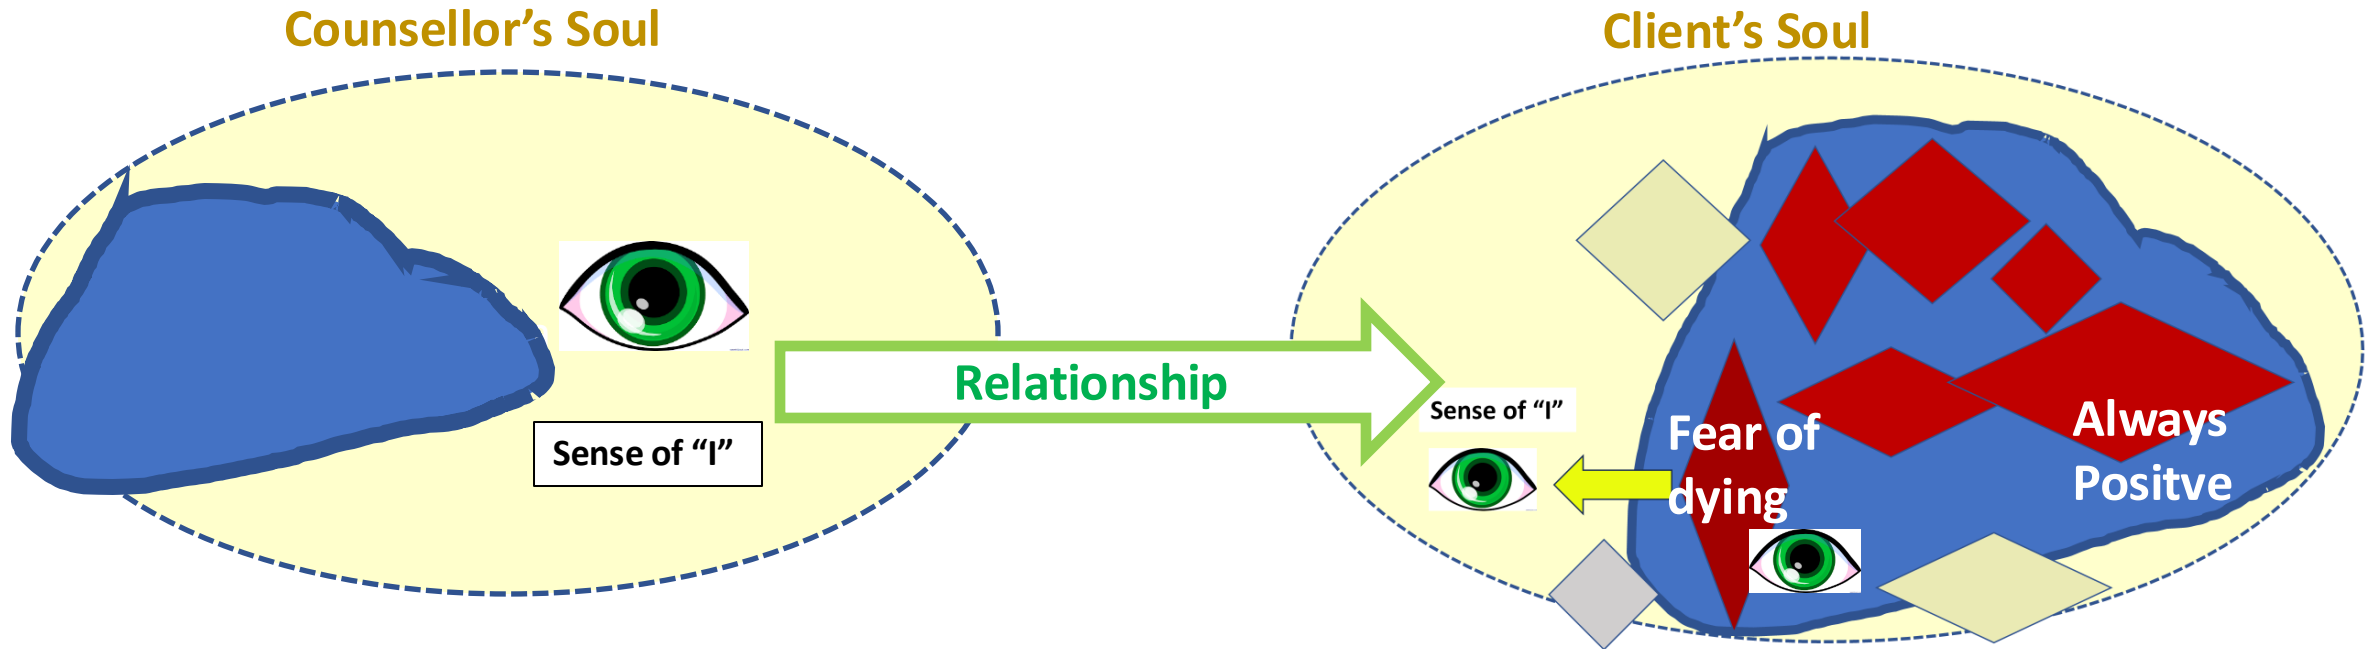 Counsellor’s Soul
Client’s Soul
Relationship
Sense of “I”
Sense of “I”
Fear of
dying
Always
Positve